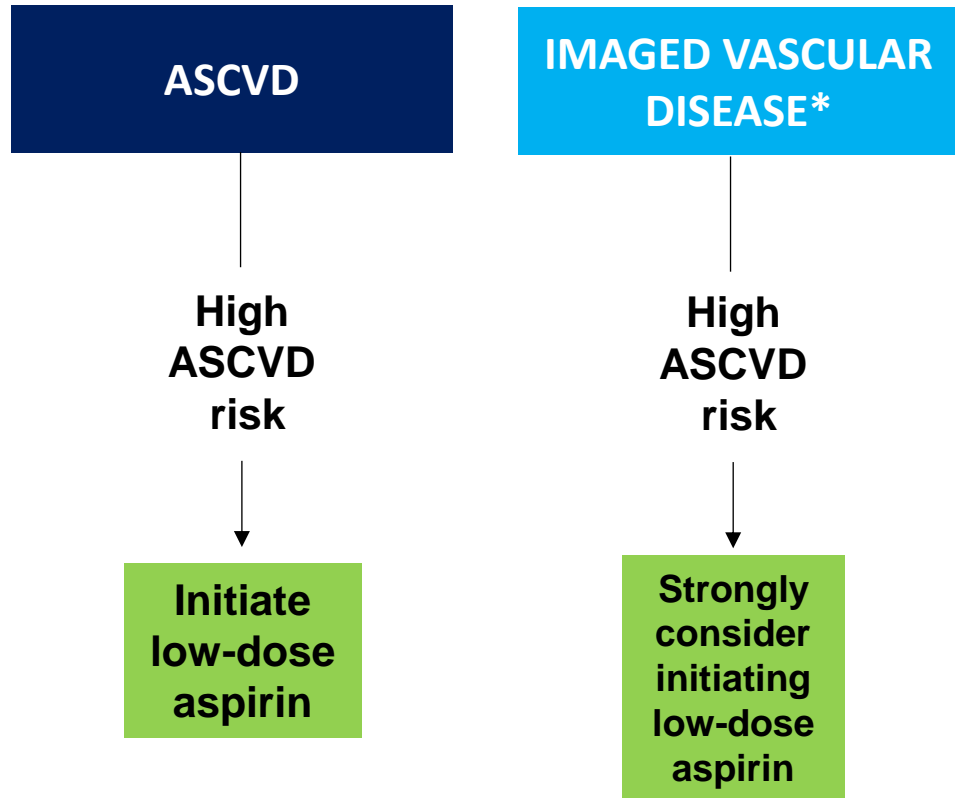 ASCVD
High
ASCVD
risk
Initiate
low-dose
aspirin
IMAGED VASCULAR
DISEASE*
High
ASCVD
risk
Strongly
consider
initiating
low-dose
aspirin